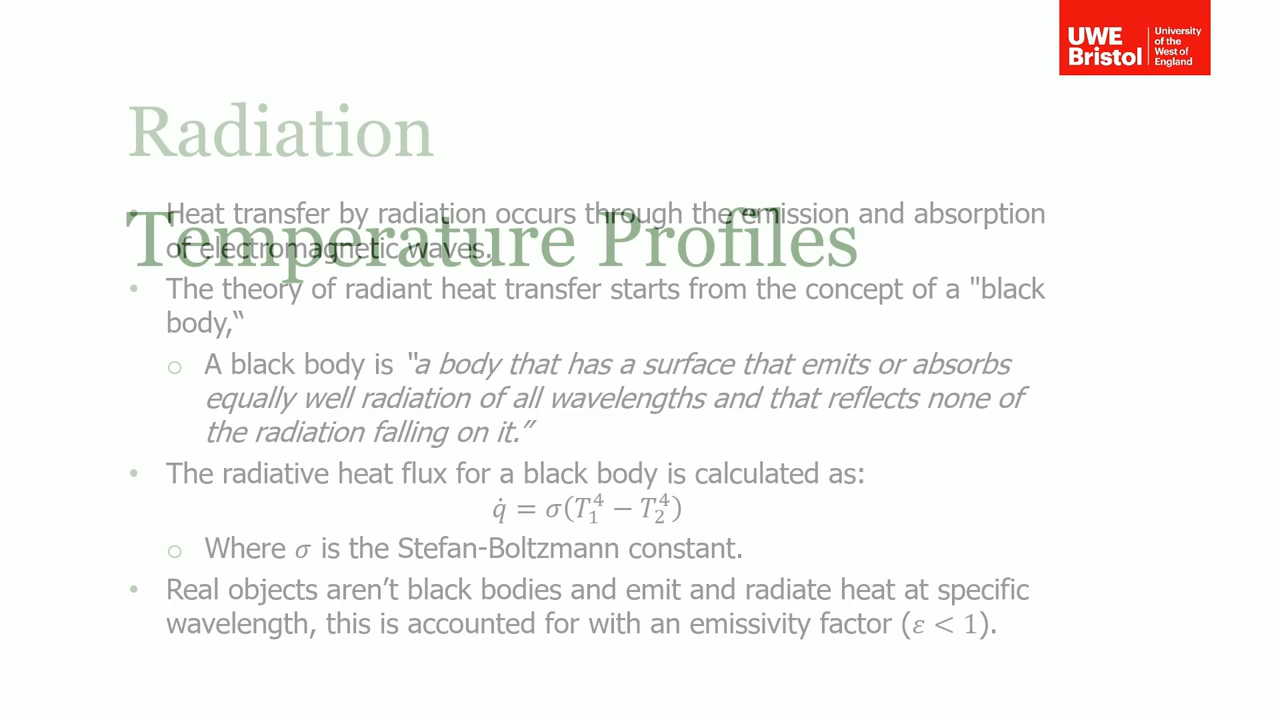 UWE
Bristol
University
of the
West of
England
Radiation
Temperature Profiles
• Heat transfer by radiation occurs through the emission and absorption
of electromagnetic waves.
• The theory of radiant heat transfer starts from the concept of a "black
body,“
o A black body is “a body that has a surface that emits or absorbs
equally well radiation of all wavelengths and that reflects none of
the radiation falling on it.”
• The radiative heat flux for a black body is calculated as:
q̇ = σ(T₁⁴ − T₂⁴)
o Where σ is the Stefan-Boltzmann constant.
• Real objects aren’t black bodies and emit and radiate heat at specific
wavelength, this is accounted for with an emissivity factor (ε < 1).